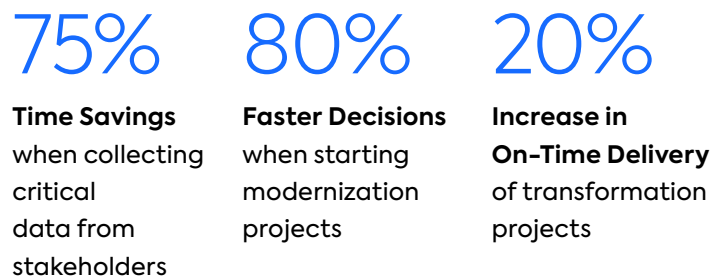 75%
Time Savings
when collecting
critical
data from
stakeholders
80%
Faster Decisions
when starting
modernization
projects
20%
Increase in
On-Time Delivery
of transformation
projects